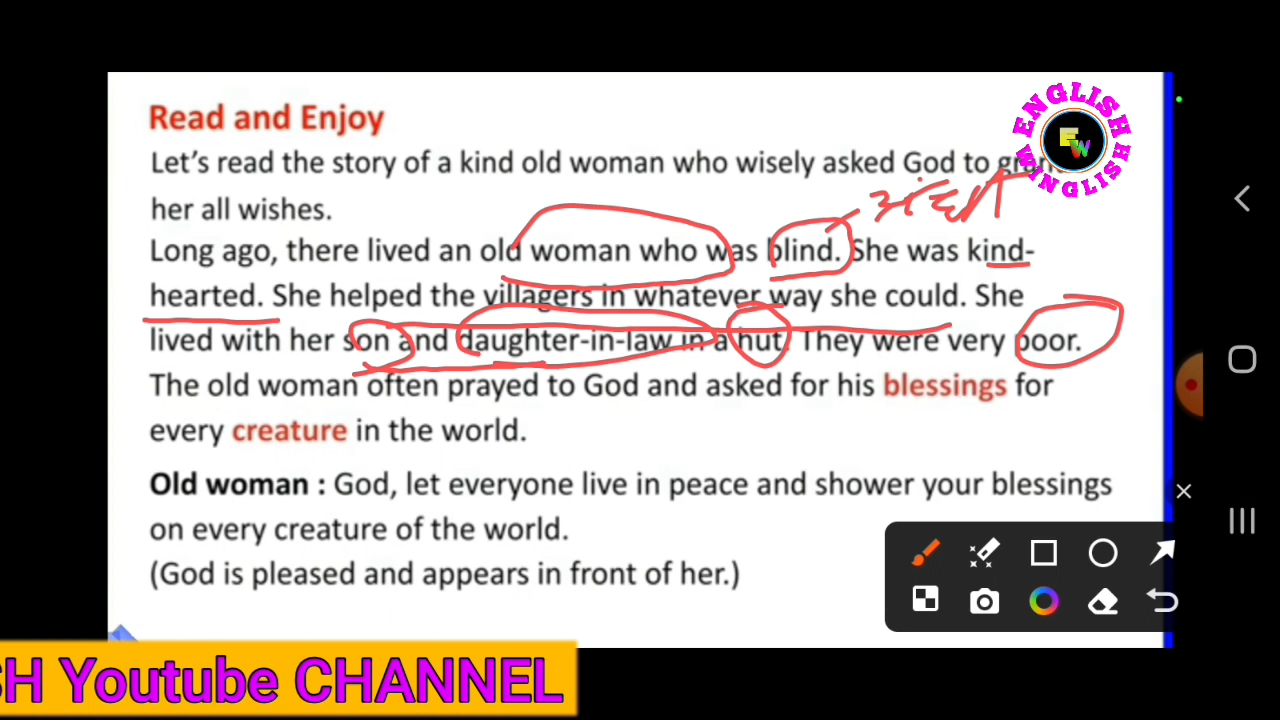 Read and Enjoy
ENGLISH
EW
WINGLISH
Let's read the story of a kind old woman who wisely asked God to
her all wishes.
Long ago, there lived an old woman who was blind. She was kind-
hearted. She helped the villagers in whatever way she could. She
lived with her son and daughter-in-law in a hut. They were very poor.
The old woman often prayed to God and asked for his blessings for
every creature in the world.
Old woman : God, let everyone live in peace and shower your blessings
on every creature of the world.
(God is pleased and appears in front of her.)
SH Youtube CHANNEL